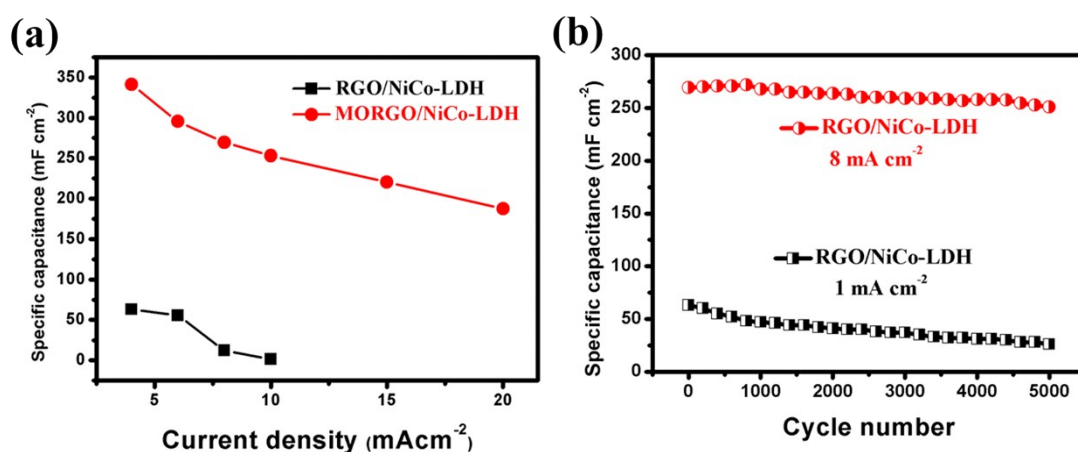 (a)
Specific capacitance (mF cm⁻²)
350
300
250
200
150
100
50
0
RGO/NiCo-LDH
MORGO/NiCo-LDH
5
10
15
20
Current density (mAcm⁻²)
(b)
Specific capacitance (mF cm⁻²)
300
250
200
150
100
50
0
RGO/NiCo-LDH
8 mA cm⁻²
RGO/NiCo-LDH
1 mA cm⁻²
0
1000
2000
3000
4000
5000
Cycle number